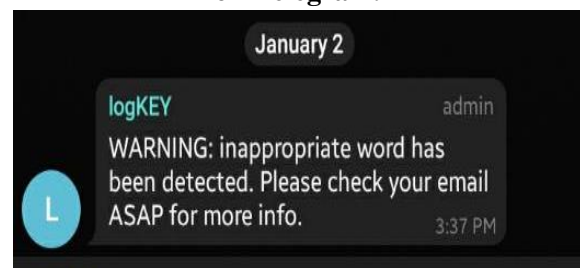 January 2
logKEY admin
WARNING: inappropriate word has
been detected. Please check your email
ASAP for more info.
3:37 PM
L